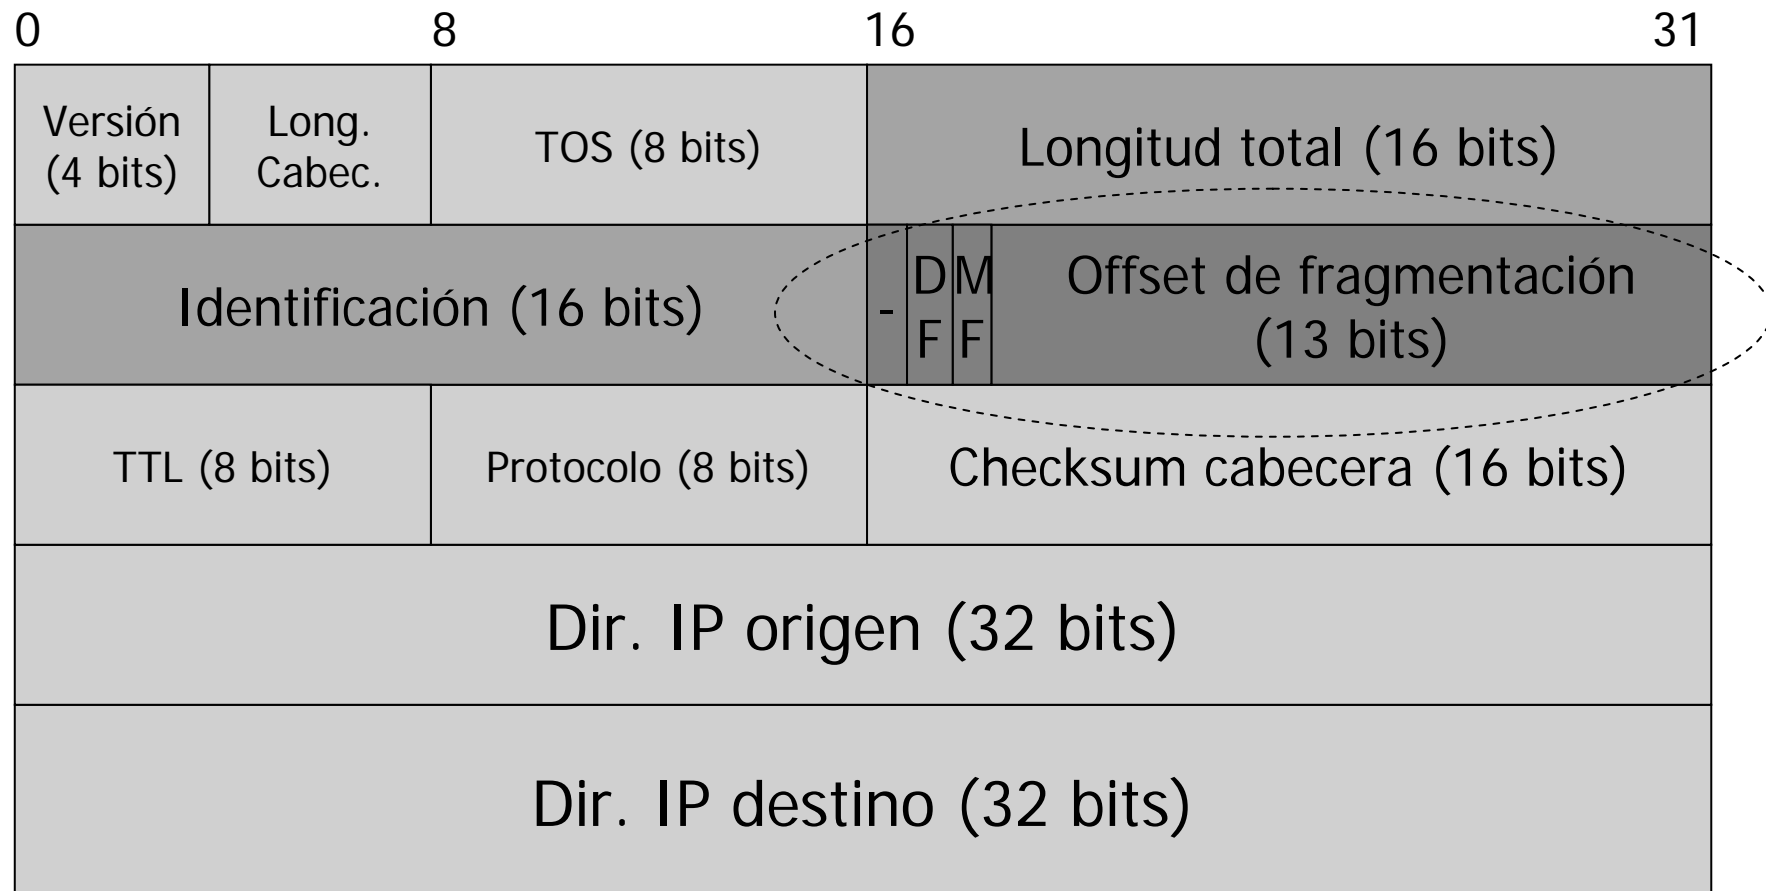 0 8 16 31
Versión
(4 bits)
Long.
Cabec.
TOS (8 bits)
Longitud total (16 bits)
Identificación (16 bits)
-
D
F
M
F
Offset de fragmentación
(13 bits)
TTL (8 bits)
Protocolo (8 bits)
Checksum cabecera (16 bits)
Dir. IP origen (32 bits)
Dir. IP destino (32 bits)